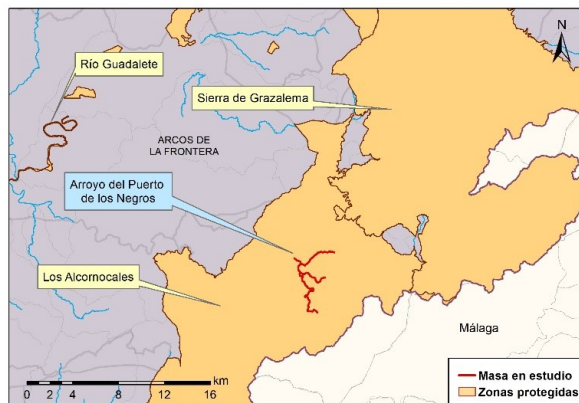 N
Río Guadalete
Sierra de Grazalema
ARCOS DE
LA FRONTERA
Arroyo del Puerto
de los Negros
Los Alcornocales
Málaga
km
0 2 4 8 12 16
Masa en estudio
Zonas protegidas